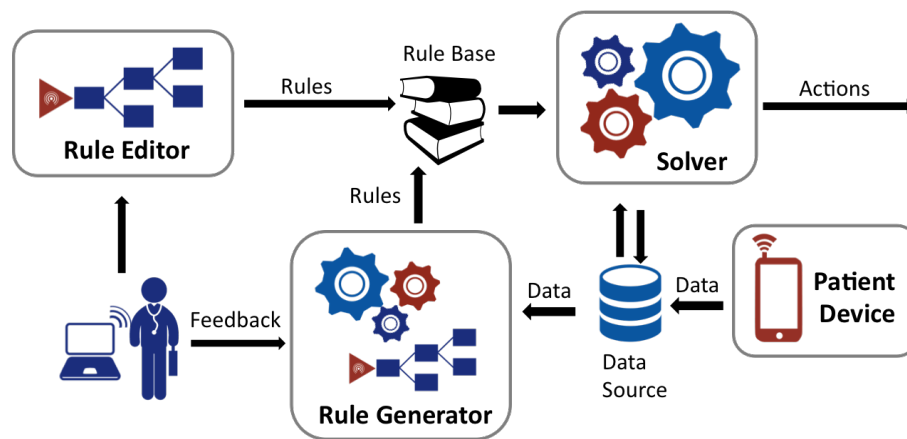 Rule Base
Rules
Actions
Rule Editor
Solver
Rules
Data
Data
Patient
Device
Feedback
Data
Source
Rule Generator